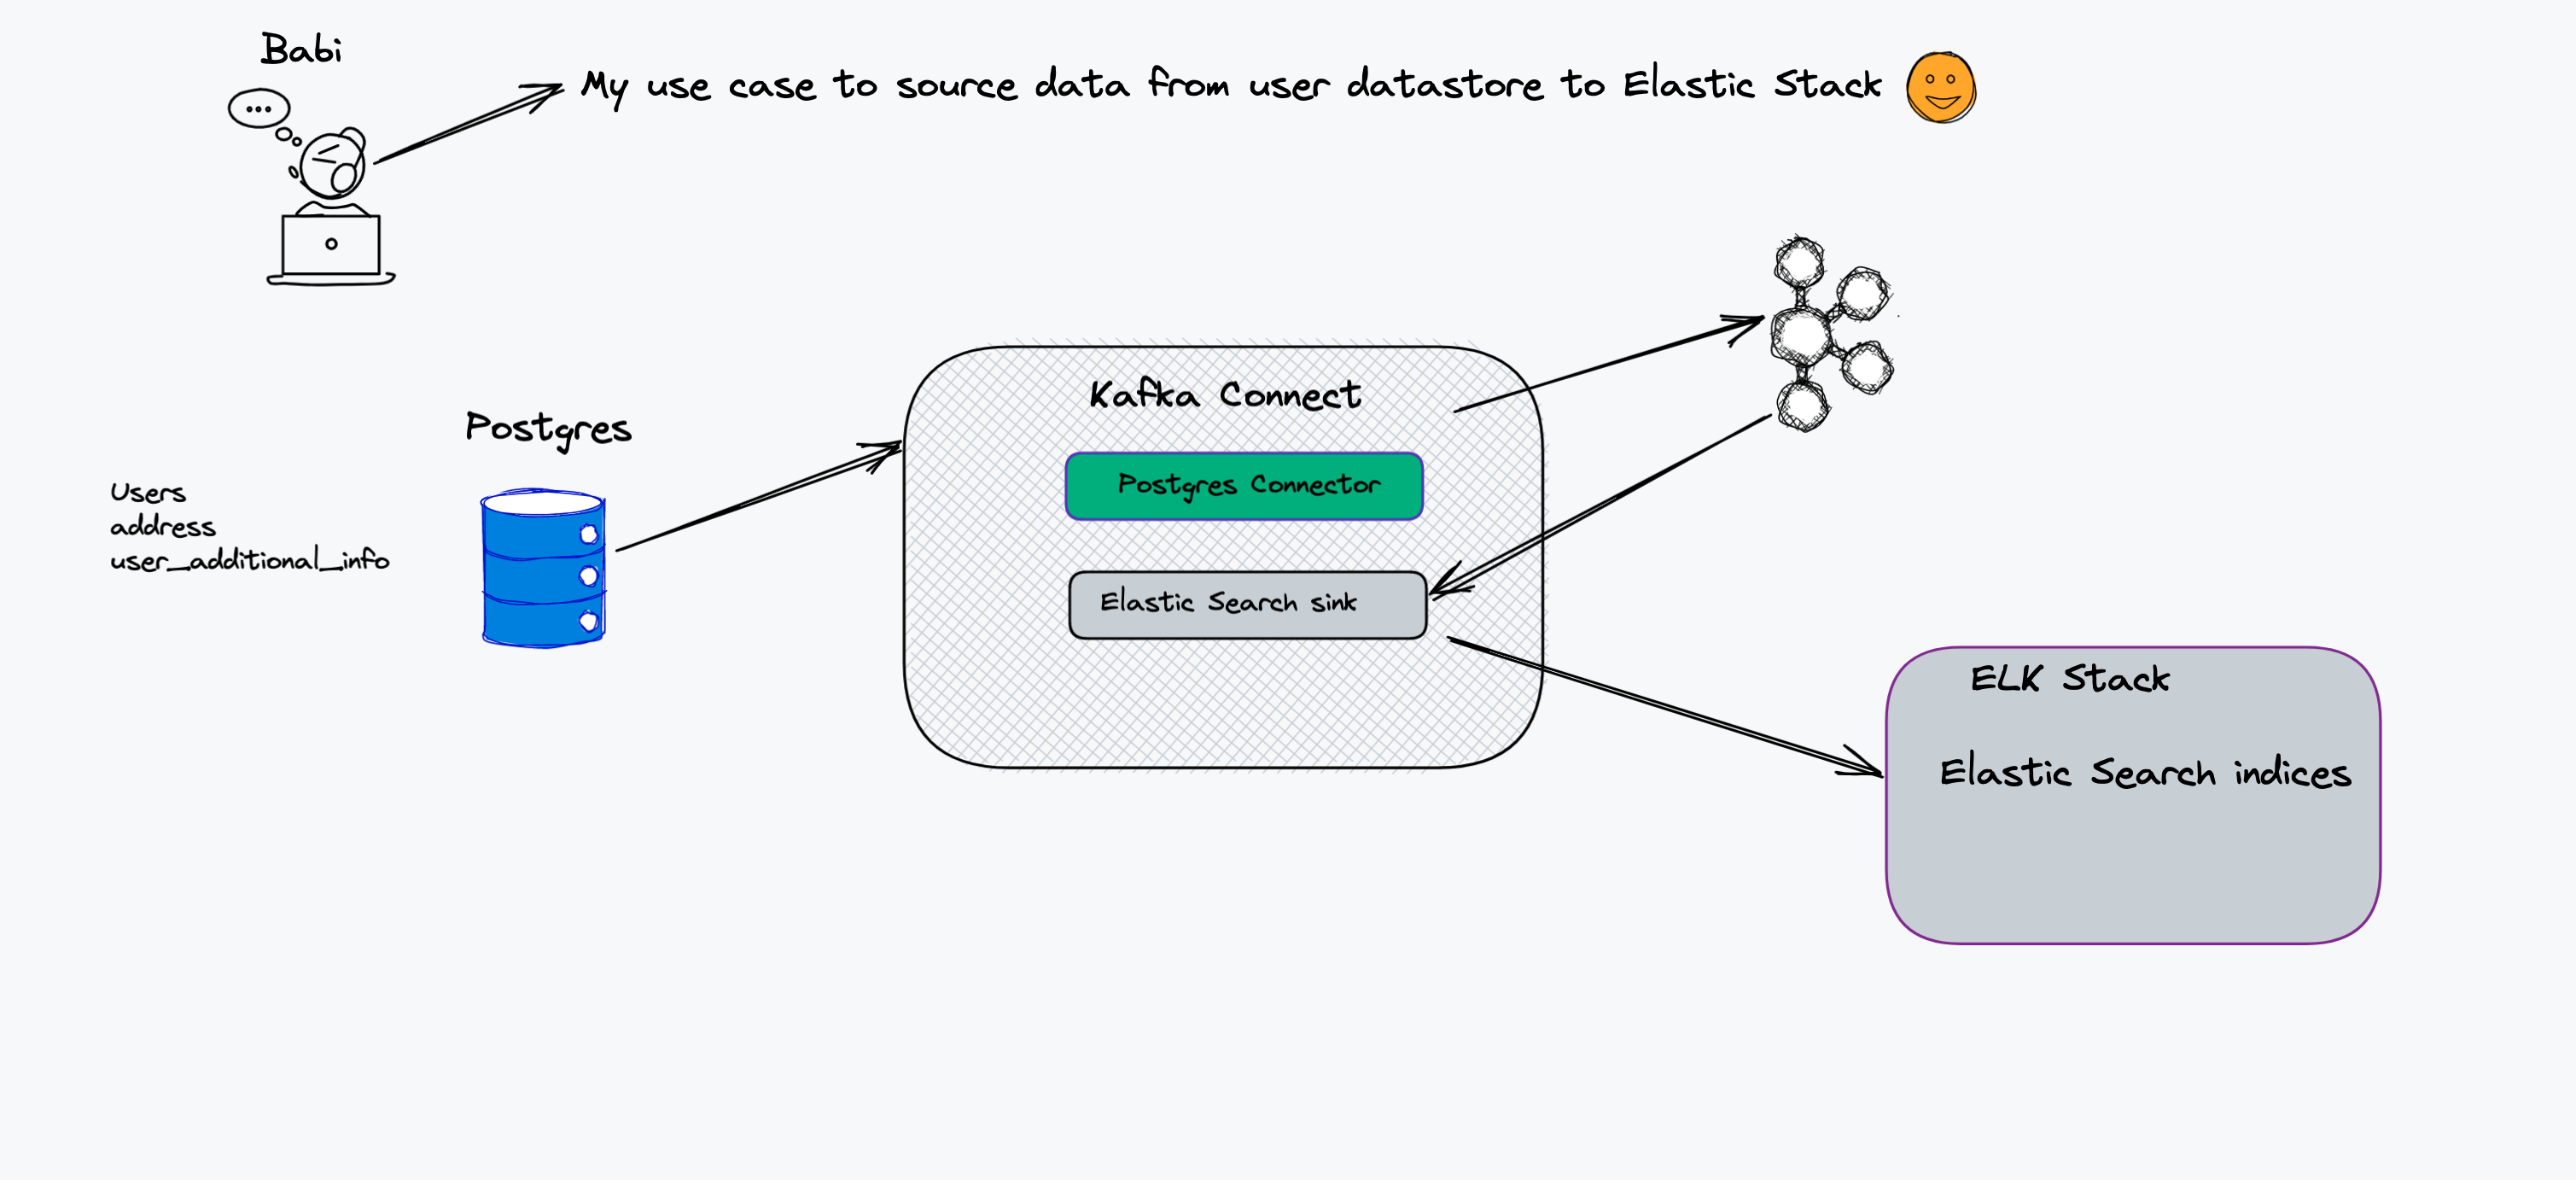 Babi
My use case to source data from user datastore to Elastic Stack
Kafka Connect
Postgres
Postgres Connector
Users
address
user_additional_info
Elastic Search sink
ELK Stack
Elastic Search indices